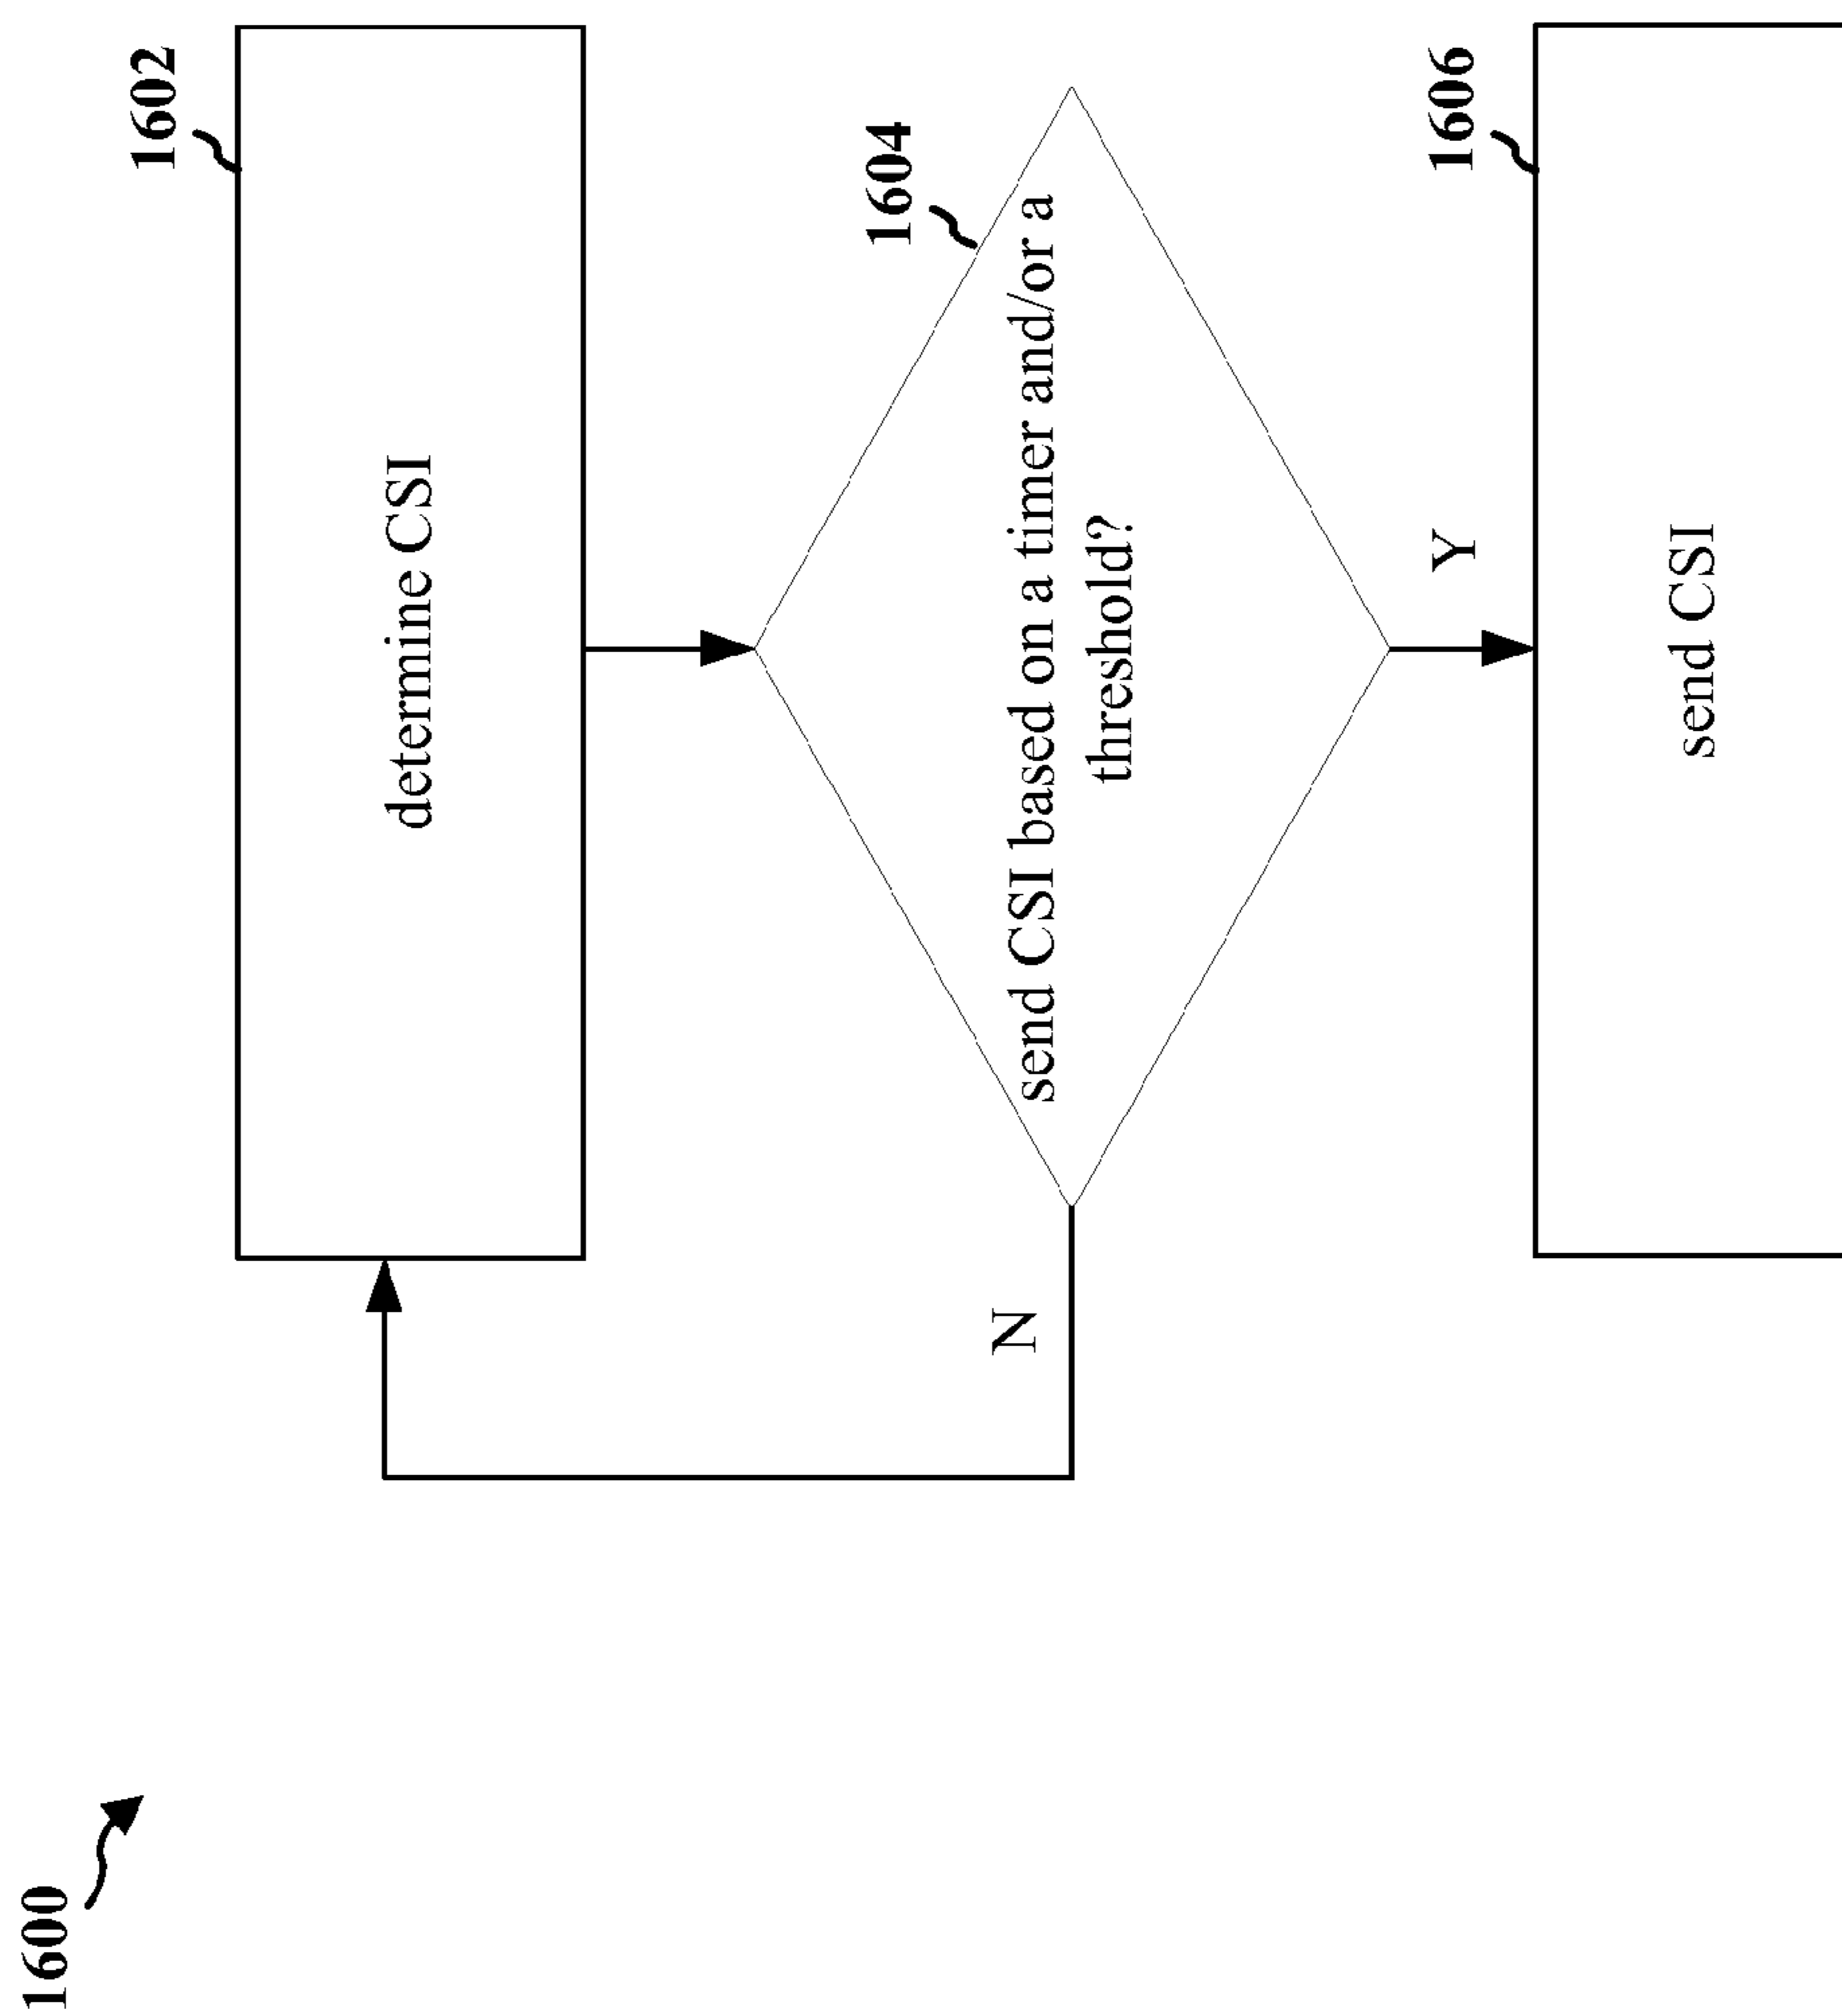 1600
1602
determine CSI
1604
send CSI based on a timer and/or a
threshold?
N
Y
1606
send CSI